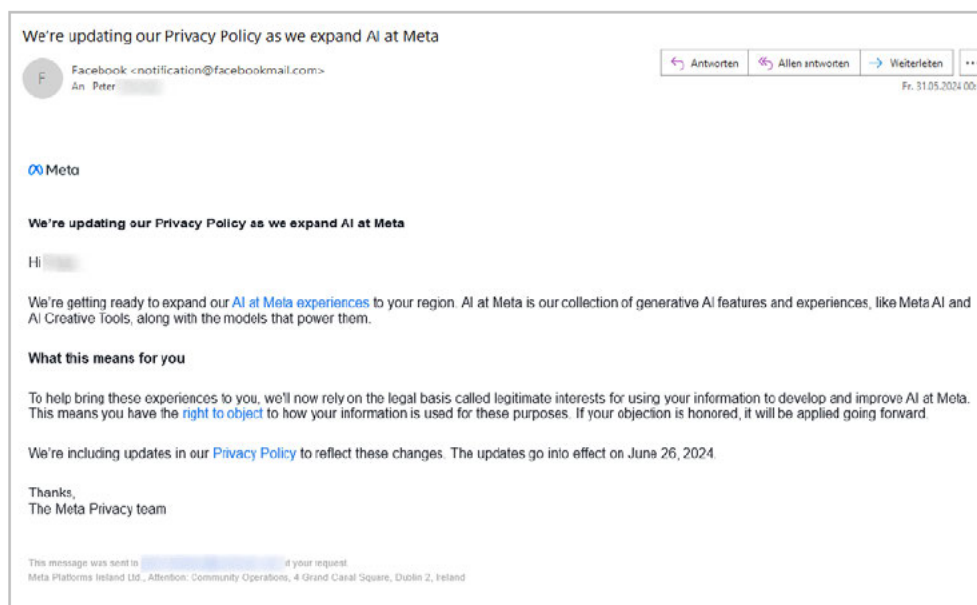 We're updating our Privacy Policy as we expand AI at Meta
F
Facebook <notification@facebookmail.com>
An Peter
Antworten
Allen antworten
Weiterleiten
Fr. 31.05.2024 00:
Meta
We're updating our Privacy Policy as we expand AI at Meta
Hi
We're getting ready to expand our AI at Meta experiences to your region. AI at Meta is our collection of generative AI features and experiences, like Meta AI and
AI Creative Tools, along with the models that power them.
What this means for you
To help bring these experiences to you, we'll now rely on the legal basis called legitimate interests for using your information to develop and improve AI at Meta.
This means you have the right to object to how your information is used for these purposes. If your objection is honored, it will be applied going forward.
We're including updates in our Privacy Policy to reflect these changes. The updates go into effect on June 26, 2024.
Thanks,
The Meta Privacy team
This message was sent to at your request.
Meta Platforms Ireland Ltd., Attention: Community Operations, 4 Grand Canal Square, Dublin 2, Ireland